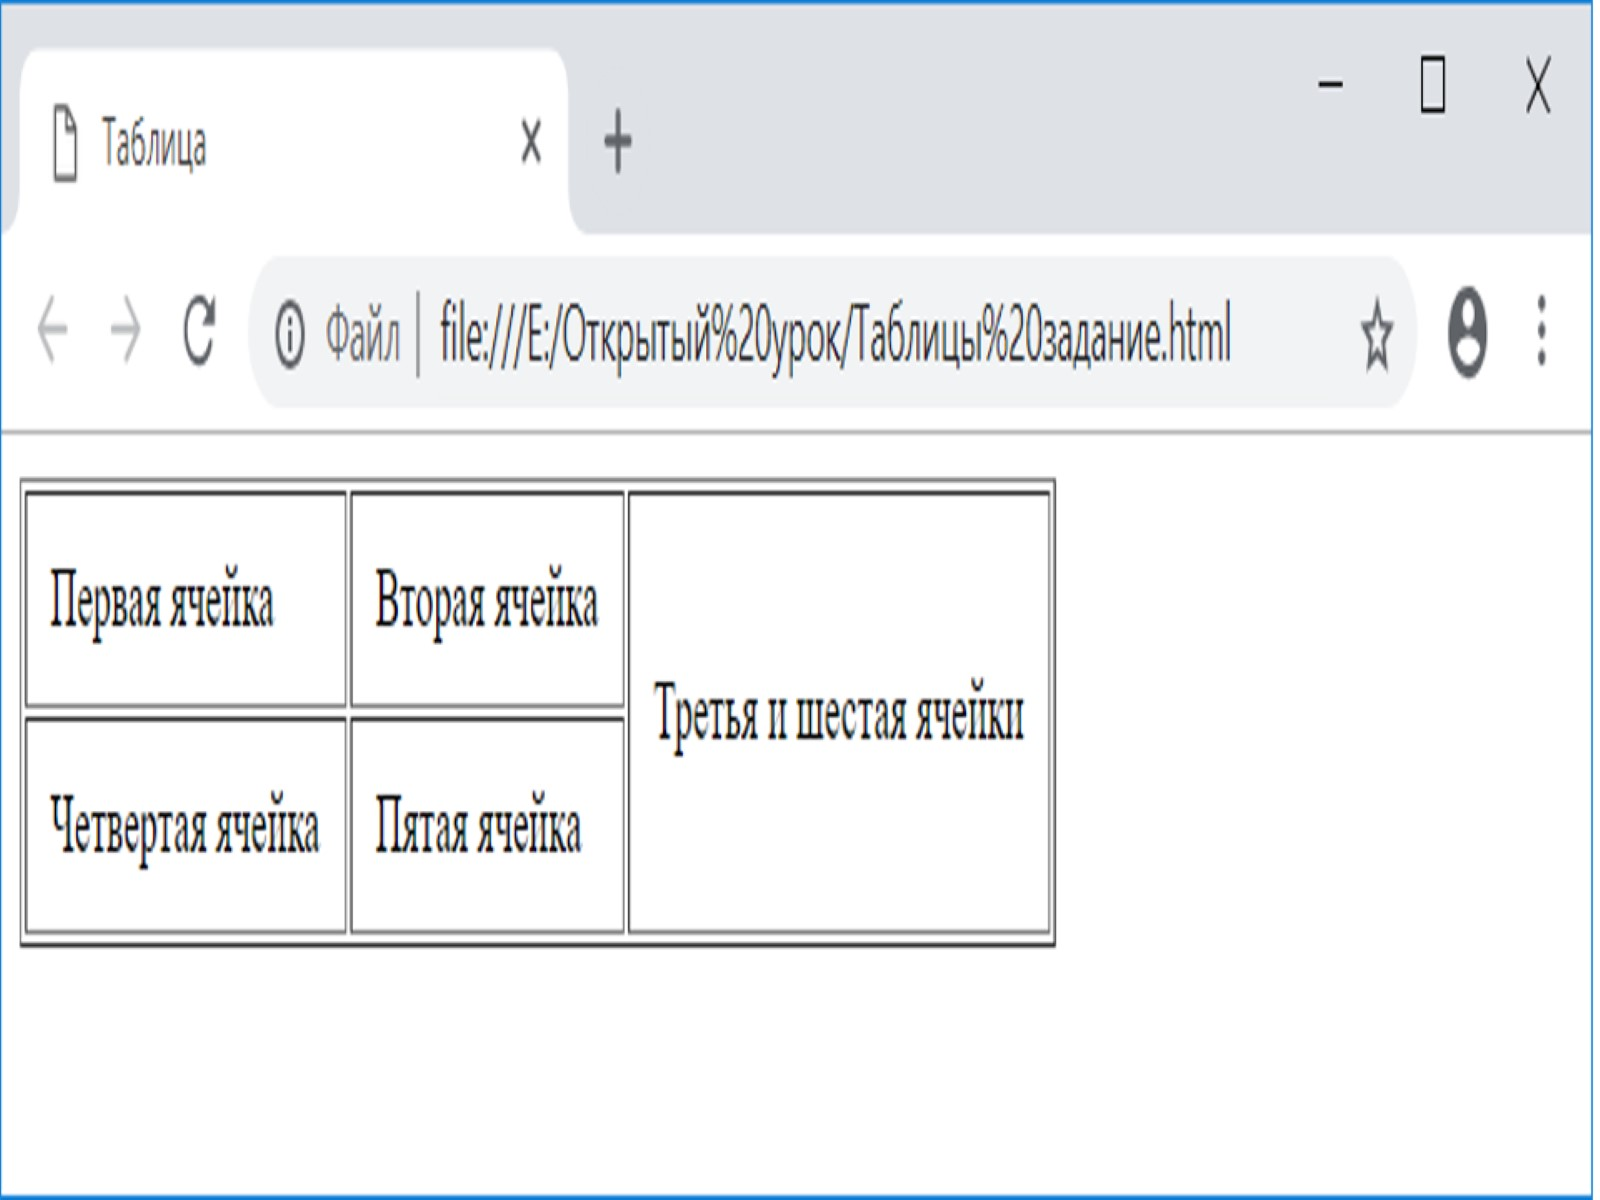 Таблица
Файл file:///E:/Открытый%20урок/Таблицы%20задание.html
Первая ячейка
Вторая ячейка
Третья и шестая ячейки
Четвертая ячейка
Пятая ячейка